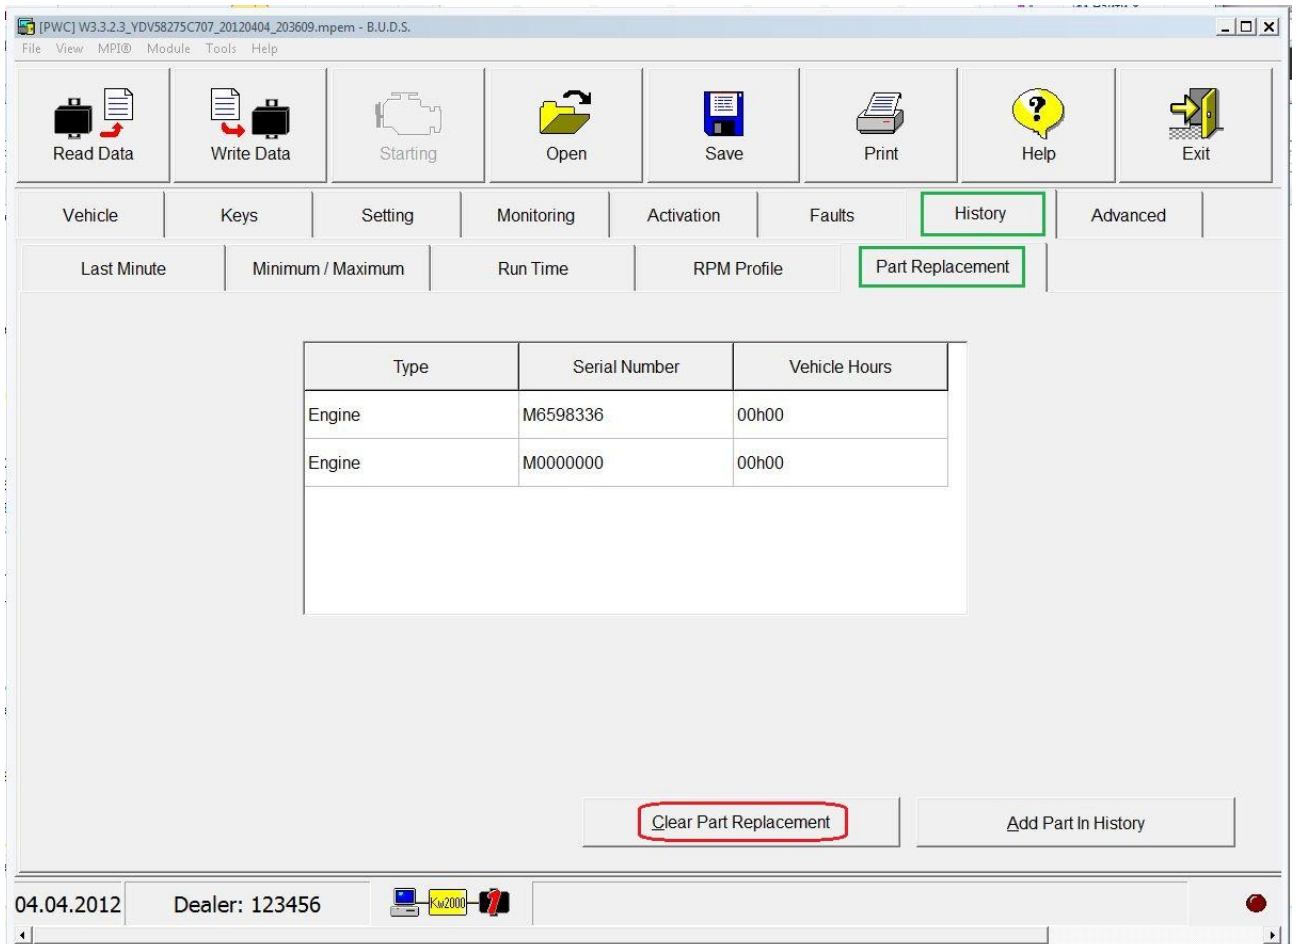 [PWC] W3.3.2.3_YDV58275C707_20120404_203609.mpem - B.U.D.S.
File View MPI® Module Tools Help
Read Data Write Data Starting Open Save Print Help Exit
Vehicle Keys Setting Monitoring Activation Faults History Advanced
Last Minute Minimum / Maximum Run Time RPM Profile Part Replacement
Type Serial Number Vehicle Hours
Engine M6598336 00h00
Engine M0000000 00h00
Clear Part Replacement Add Part In History
04.04.2012 Dealer: 123456 Kw2000 1